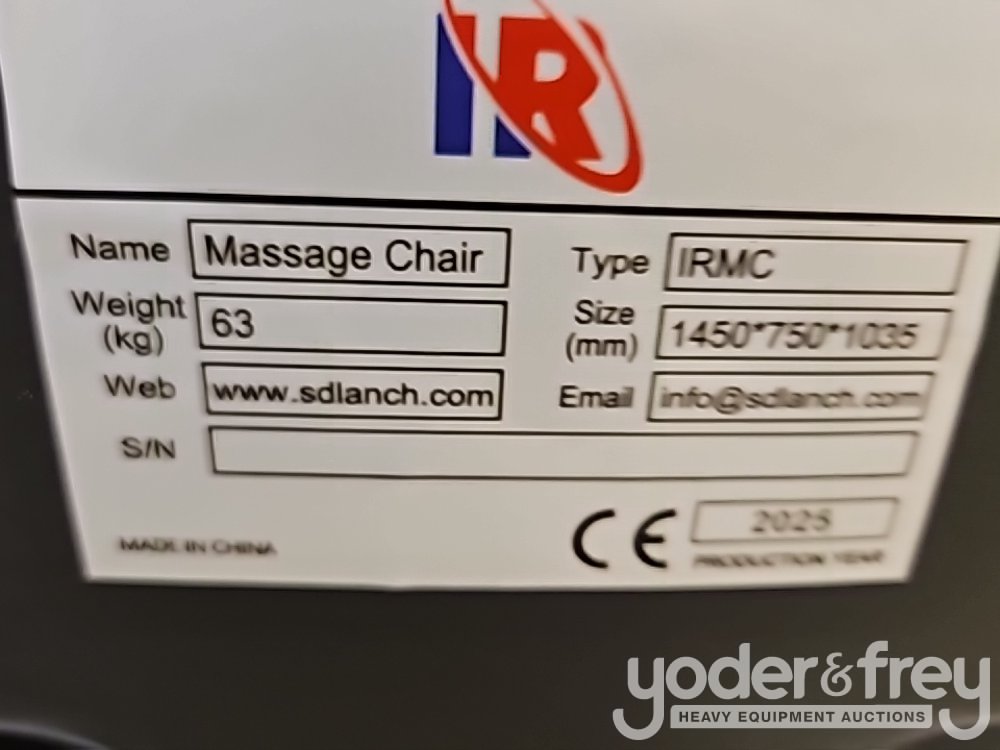 IR
Name Massage Chair Type IRMC
Weight (kg) 63 Size (mm) 1450*750*1035
Web www.sdlanch.com Email info@sdlanch.com
S/N
MADE IN CHINA CE 2025
PRODUCTION YEAR
yoder&frey
HEAVY EQUIPMENT AUCTIONS